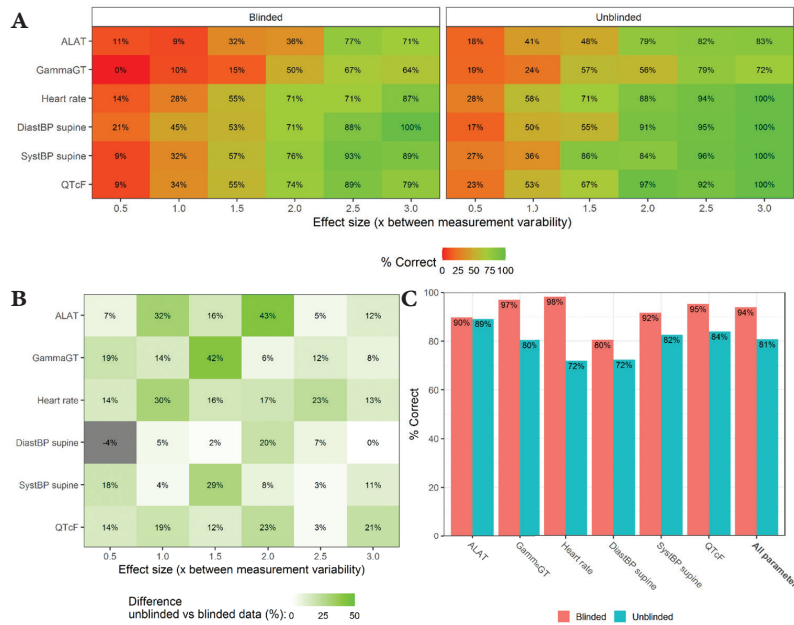 A
Blinded Unblinded
ALAT 11% 9% 32% 36% 77% 71% 18% 41% 48% 79% 82% 83%
GammaGT 0% 10% 15% 50% 67% 64% 19% 24% 57% 56% 79% 72%
Heart rate 14% 28% 55% 71% 71% 87% 28% 58% 71% 88% 94% 100%
DiastBP supine 21% 45% 53% 71% 88% 100% 17% 50% 55% 91% 95% 100%
SystBP supine 9% 32% 57% 76% 93% 89% 27% 36% 86% 84% 96% 100%
QTcF 9% 34% 55% 74% 89% 79% 23% 53% 67% 97% 92% 100%
0.5 1.0 1.5 2.0 2.5 3.0 0.5 1.0 1.5 2.0 2.5 3.0
Effect size (x between measurement varability)
% Correct
0 25 50 75 100
B
ALAT 7% 32% 16% 43% 5% 12%
GammaGT 19% 14% 42% 6% 12% 8%
Heart rate 14% 30% 16% 17% 23% 13%
DiastBP supine -4% 5% 2% 20% 7% 0%
SystBP supine 18% 4% 29% 8% 3% 11%
QTcF 14% 19% 12% 23% 3% 21%
0.5 1.0 1.5 2.0 2.5 3.0
Effect size (x between measurement variability)
Difference
unblinded vs blinded data (%): 0 25 50
C
% Correct
100
80
60
40
20
0
90% 89% 97% 80% 98% 72% 80% 72% 92% 82% 95% 84% 94% 81%
ALAT GammaGT Heart rate DiastBP supine SystBP supine QTcF All parameter
Blinded Unblinded